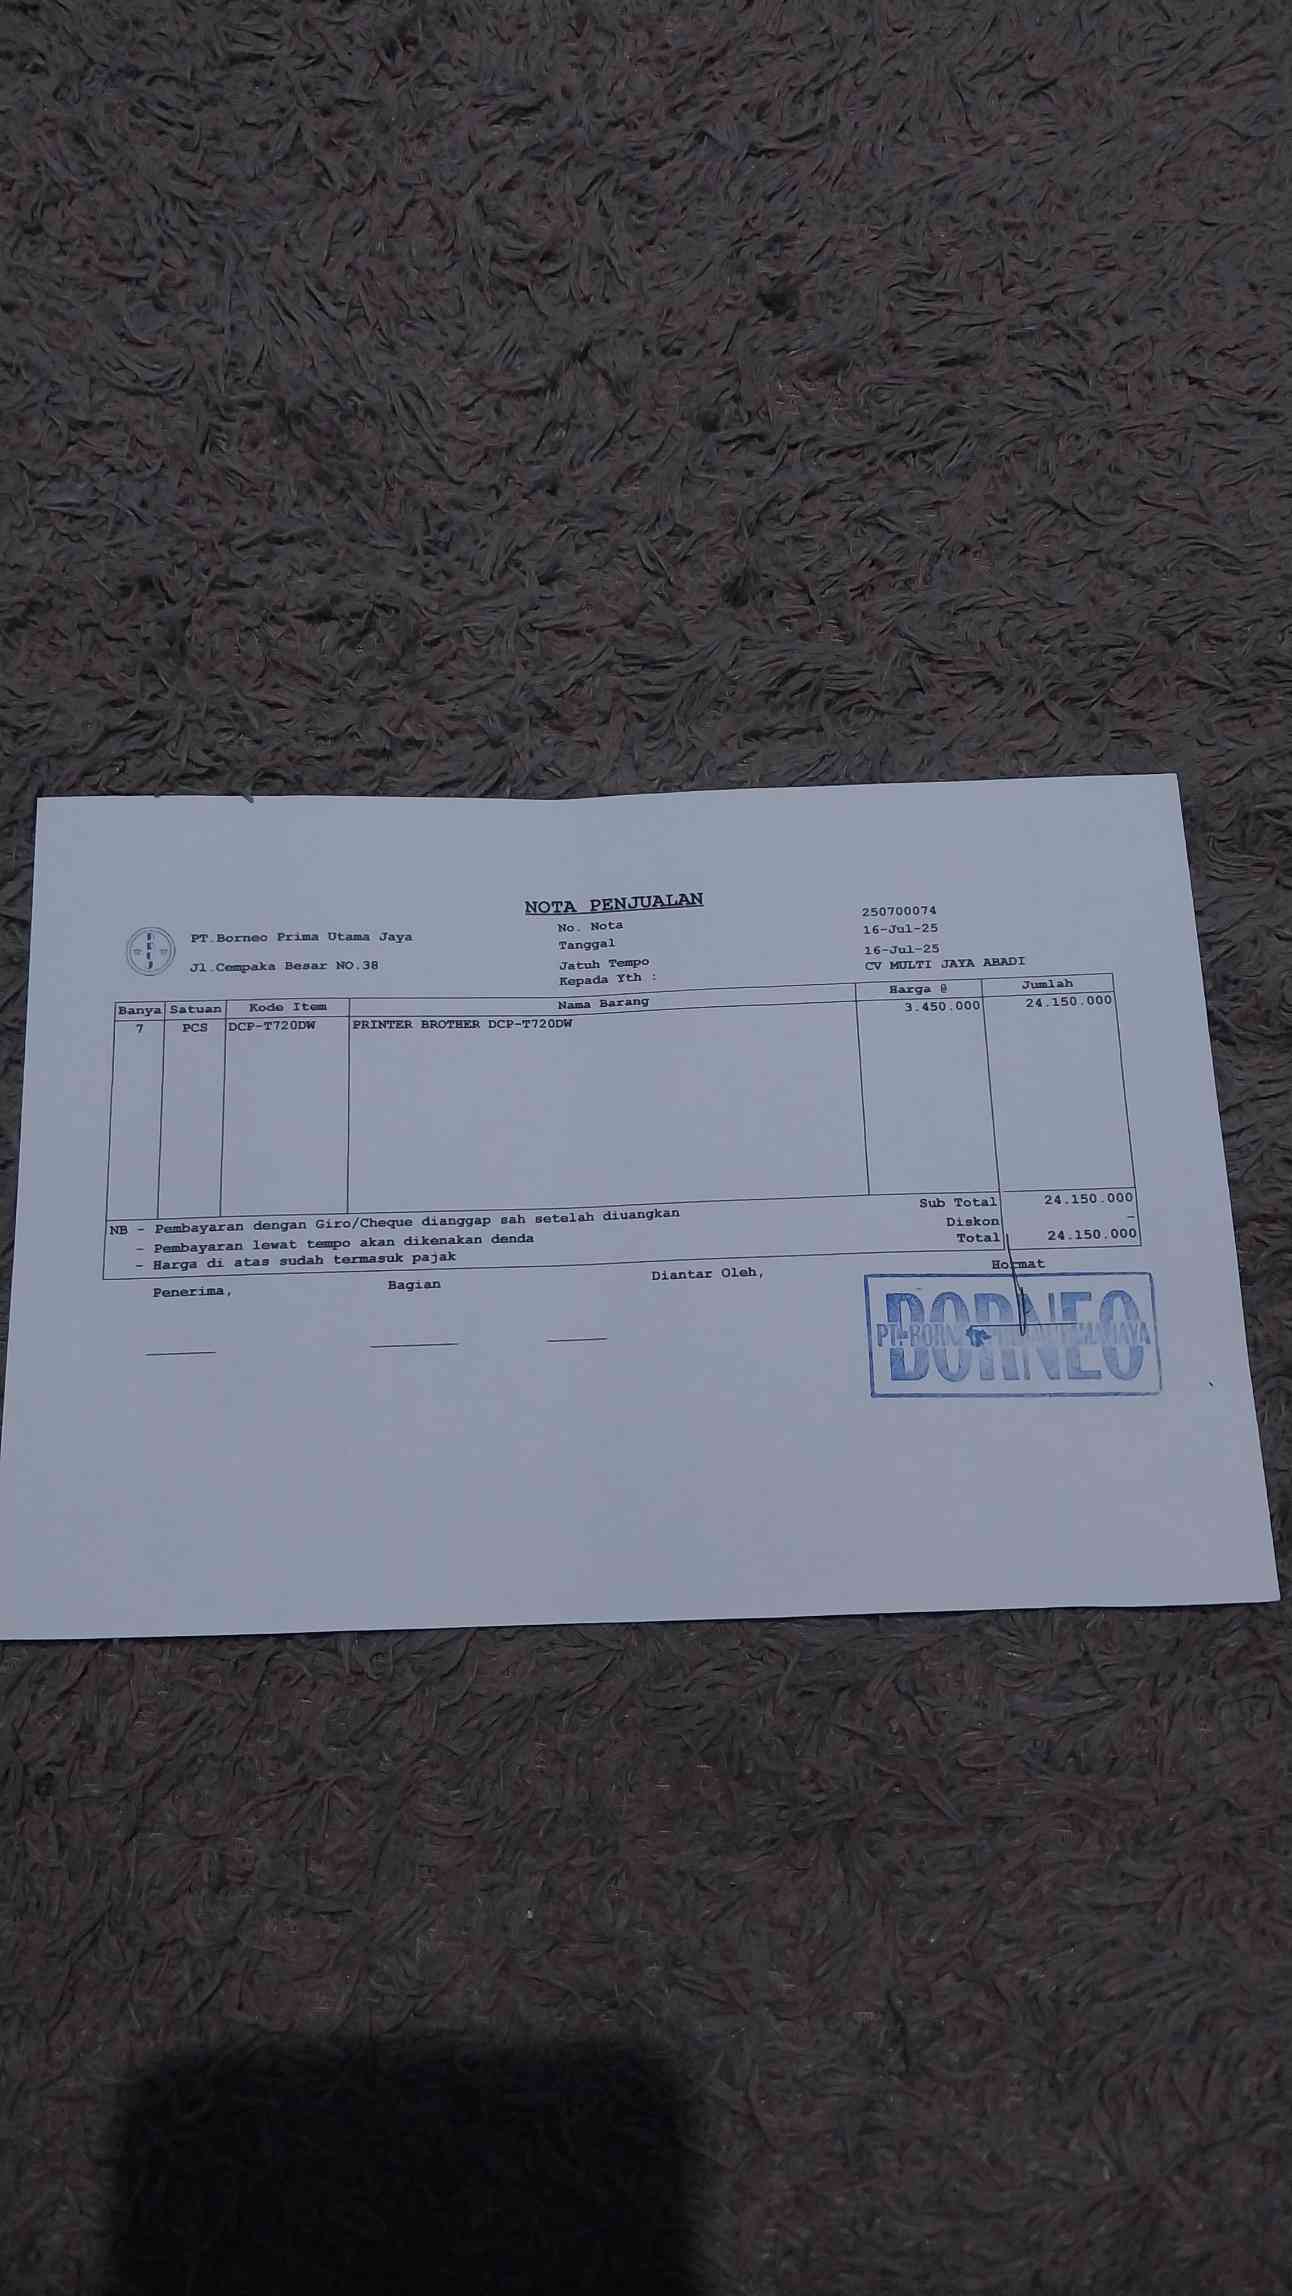 NOTA PENJUALAN
PT.Borneo Prima Utama Jaya
Jl.Cempaka Besar NO.38
No. Nota 250700074
Tanggal 16-Jul-25
Jatuh Tempo 16-Jul-25
Kepada Yth : CV MULTI JAYA ABADI
Banya Satuan Kode Item Nama Barang Harga @ Jumlah
7 PCS DCP-T720DW PRINTER BROTHER DCP-T720DW 3.450.000 24.150.000
NB - Pembayaran dengan Giro/Cheque dianggap sah setelah diuangkan Sub Total 24.150.000
- Pembayaran lewat tempo akan dikenakan denda Diskon -
- Harga di atas sudah termasuk pajak Total 24.150.000
Penerima, Bagian Diantar Oleh, Hormat
BORNEO